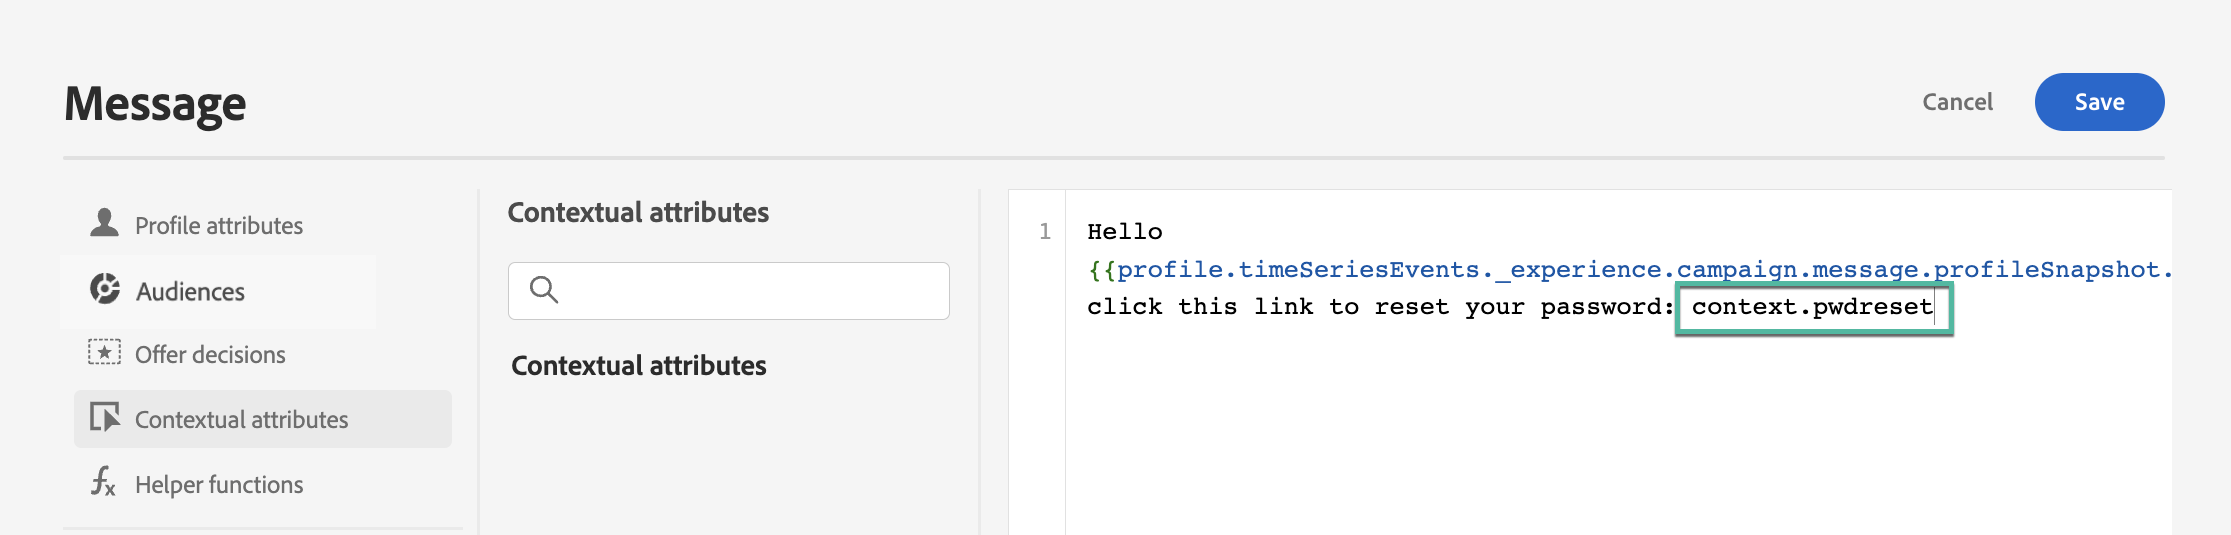 Message
Cancel
Save
Profile attributes
Audiences
Offer decisions
Contextual attributes
Helper functions
Contextual attributes
Contextual attributes
1
Hello
{{profile.timeSeriesEvents._experience.campaign.message.profileSnapshot.
click this link to reset your password: context.pwdreset